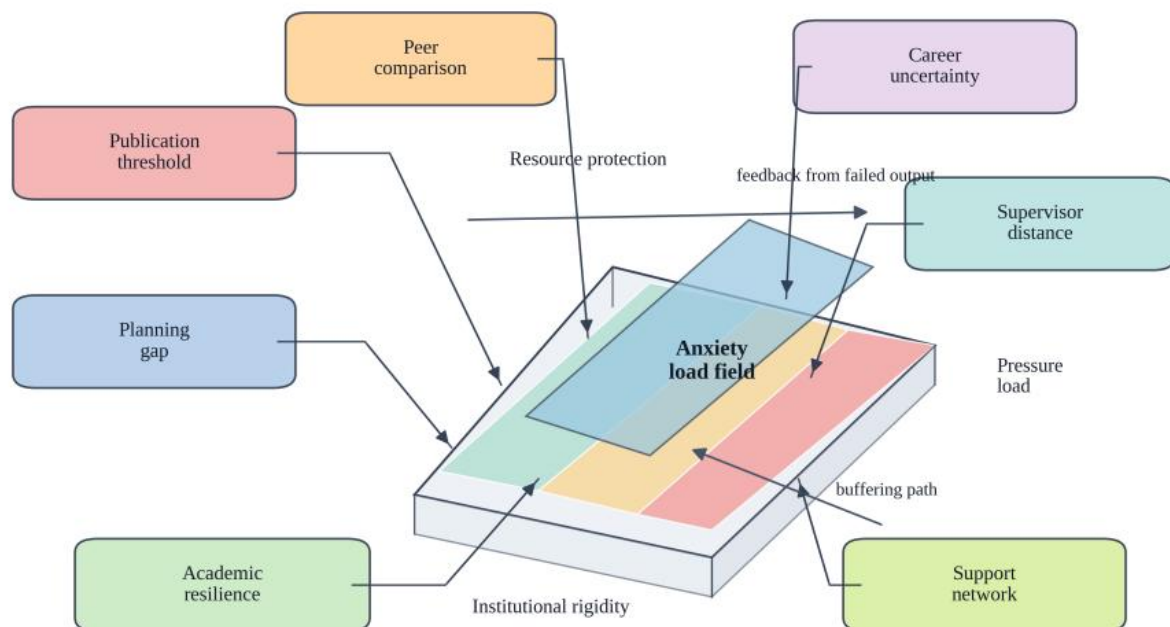 Peer
comparison
Career
uncertainty
Publication
threshold
Resource protection
feedback from failed output
Supervisor
distance
Planning
gap
Anxiety
load field
Pressure
load
buffering path
Academic
resilience
Institutional rigidity
Support
network